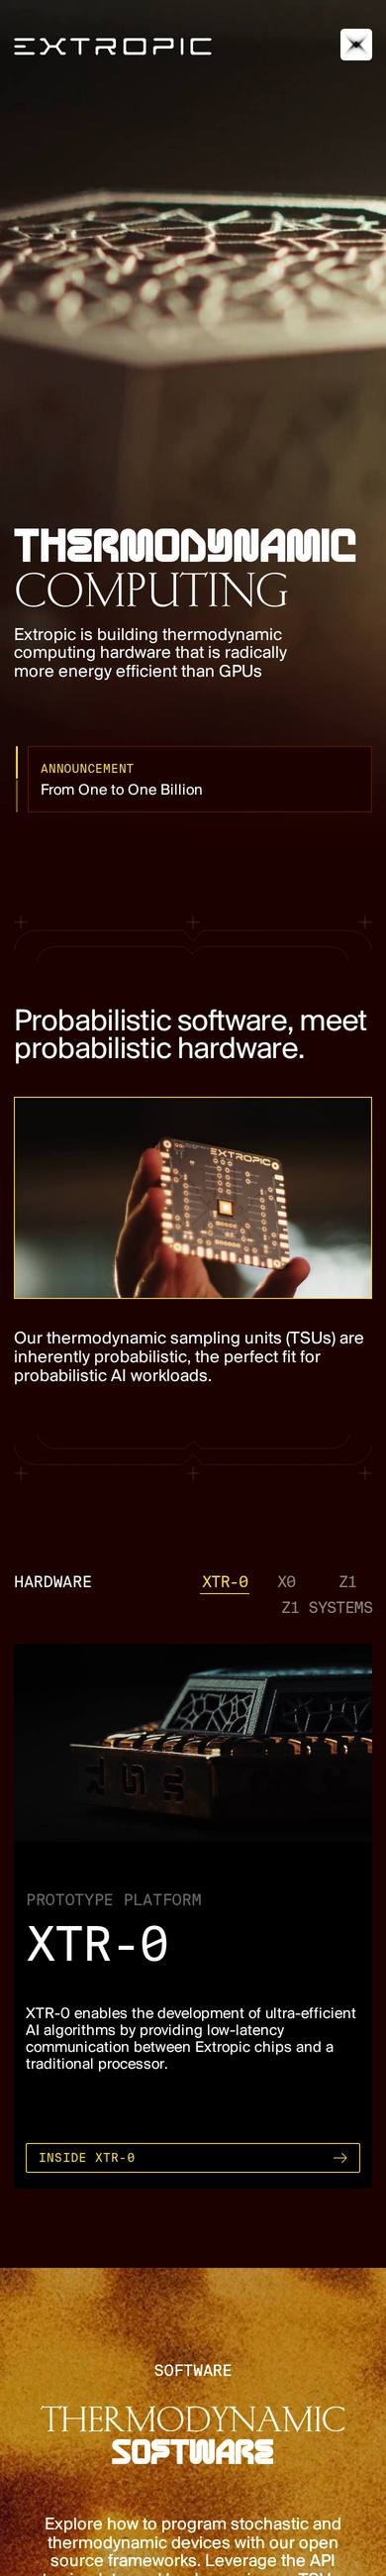 EXTROPIC
THERMODYNAMIC
COMPUTING
Extropic is building thermodynamic
computing hardware that is radically
more energy efficient than GPUs
ANNOUNCEMENT
From One to One Billion
Probabilistic software, meet
probabilistic hardware.
EXTROPIC
Our thermodynamic sampling units (TSUs) are
inherently probabilistic, the perfect fit for
probabilistic AI workloads.
HARDWARE XTR-0 X0 Z1
Z1 SYSTEMS
PROTOTYPE PLATFORM
XTR-0
XTR-0 enables the development of ultra-efficient
AI algorithms by providing low-latency
communication between Extropic chips and a
traditional processor.
INSIDE XTR-0
SOFTWARE
THERMODYNAMIC
SOFTWARE
Explore how to program stochastic and
thermodynamic devices with our open
source frameworks. Leverage the API